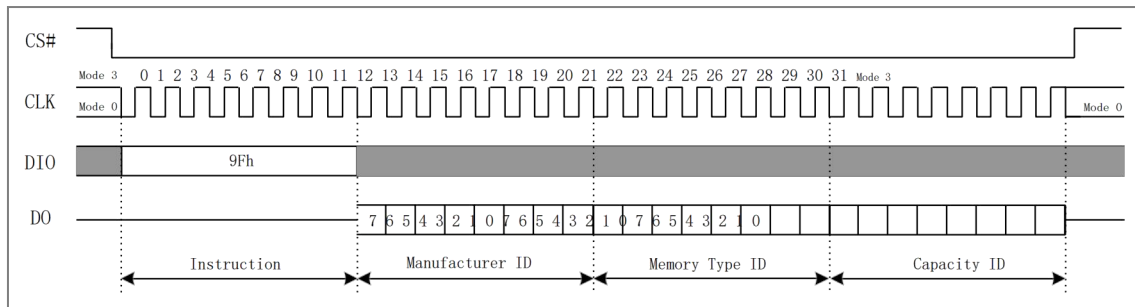 CS#
Mode 3 0 1 2 3 4 5 6 7 8 9 10 11 12 13 14 15 16 17 18 19 20 21 22 23 24 25 26 27 28 29 30 31 Mode 3
CLK Mode 0 Mode 0
DIO 9Fh
DO 7 6 5 4 3 2 1 0 7 6 5 4 3 2 1 0 7 6 5 4 3 2 1 0
Instruction Manufacturer ID Memory Type ID Capacity ID